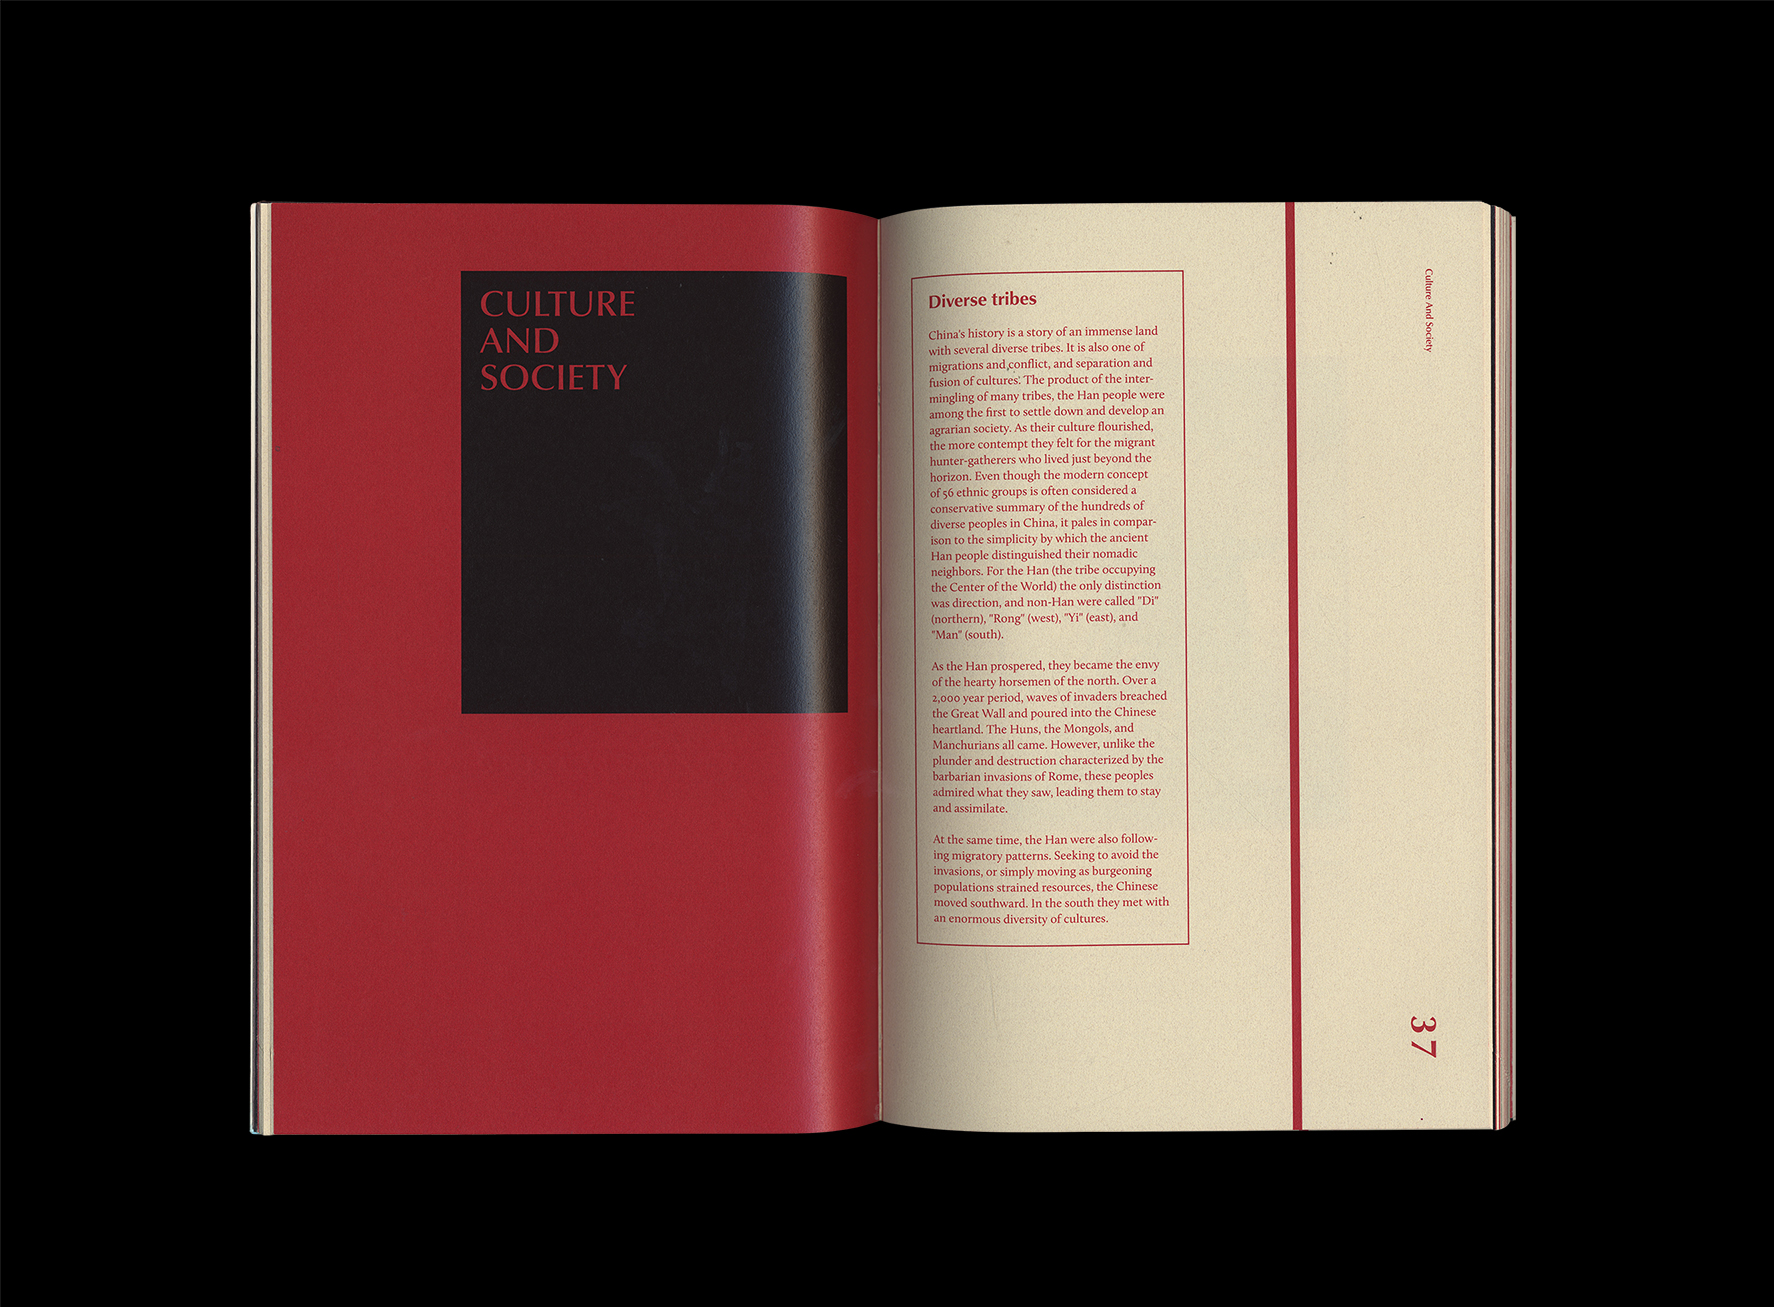 CULTURE
AND
SOCIETY
Diverse tribes
China's history is a story of an immense land
with several diverse tribes. It is also one of
migrations and conflict, and separation and
fusion of cultures. The product of the inter-
mingling of many tribes, the Han people were
among the first to settle down and develop an
agrarian society. As their culture flourished,
the more contempt they felt for the migrant
hunter-gatherers who lived just beyond the
horizon. Even though the modern concept
of 56 ethnic groups is often considered a
conservative summary of the hundreds of
diverse peoples in China, it pales in compar-
ison to the simplicity by which the ancient
Han people distinguished their nomadic
neighbors. For the Han (the tribe occupying
the Center of the World) the only distinction
was direction, and non-Han were called "Di"
(northern), "Rong" (west), "Yi" (east), and
"Man" (south).
As the Han prospered, they became the envy
of the hearty horsemen of the north. Over a
2,000 year period, waves of invaders breached
the Great Wall and poured into the Chinese
heartland. The Huns, the Mongols, and
Manchurians all came. However, unlike the
plunder and destruction characterized by the
barbarian invasions of Rome, these peoples
admired what they saw, leading them to stay
and assimilate.
At the same time, the Han were also follow-
ing migratory patterns. Seeking to avoid the
invasions, or simply moving as burgeoning
populations strained resources, the Chinese
moved southward. In the south they met with
an enormous diversity of cultures.
Culture And Society
37